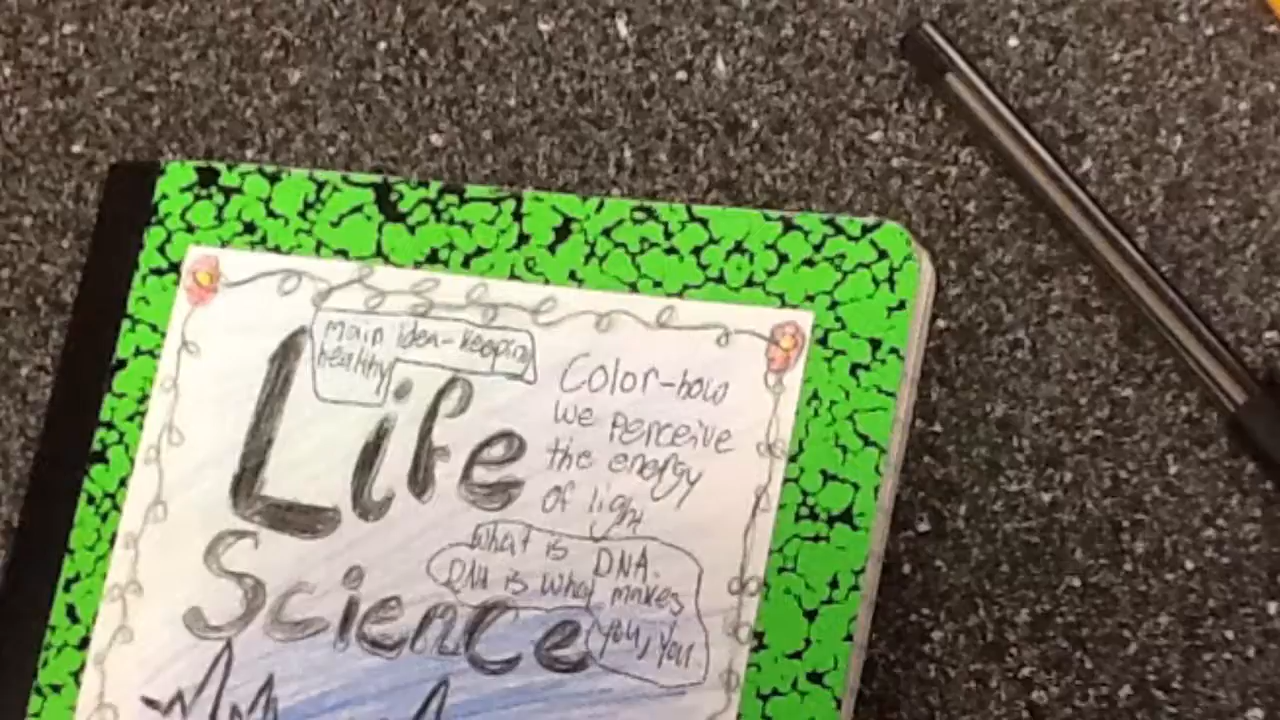 Main idea-Keeping
healthy
Life
Color-how
we perceive
the energy
of light
What is DNA.
DNA is what makes
you, you
Science